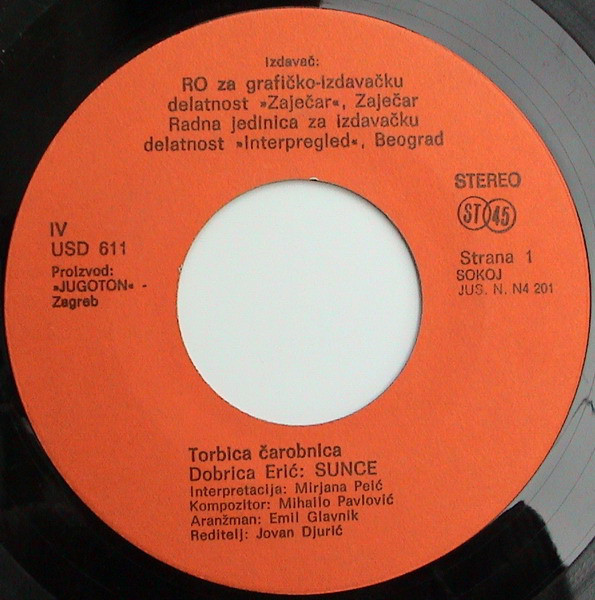 Izdavač:
RO za grafičko-izdavačku
delatnost »Zaječar«, Zaječar
Radna jedinica za izdavačku
delatnost »Interpregled«, Beograd
STEREO
ST 45
IV
USD 611
Proizvod:
»JUGOTON« -
Zagreb
Strana 1
SOKOJ
JUS. N. N4 201
Torbica čarobnica
Dobrica Erić: SUNCE
Interpretacija: Mirjana Peić
Kompozitor: Mihailo Pavlović
Aranžman: Emil Glavnik
Reditelj: Jovan Djurić